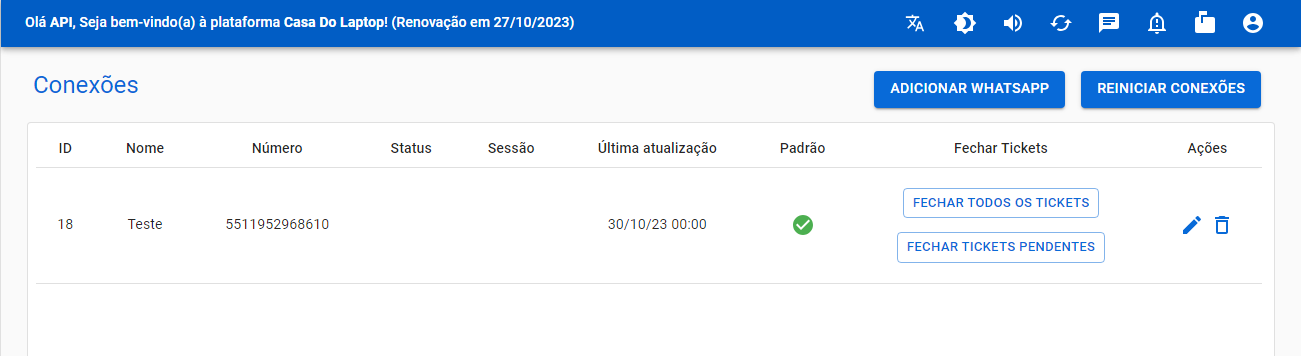 Olá API, Seja bem-vindo(a) à plataforma Casa Do Laptop! (Renovação em 27/10/2023)
Conexões
ADICIONAR WHATSAPP
REINICIAR CONEXÕES
ID Nome Número Status Sessão Última atualização Padrão Fechar Tickets Ações
18 Teste 5511952968610 30/10/23 00:00
FECHAR TODOS OS TICKETS
FECHAR TICKETS PENDENTES